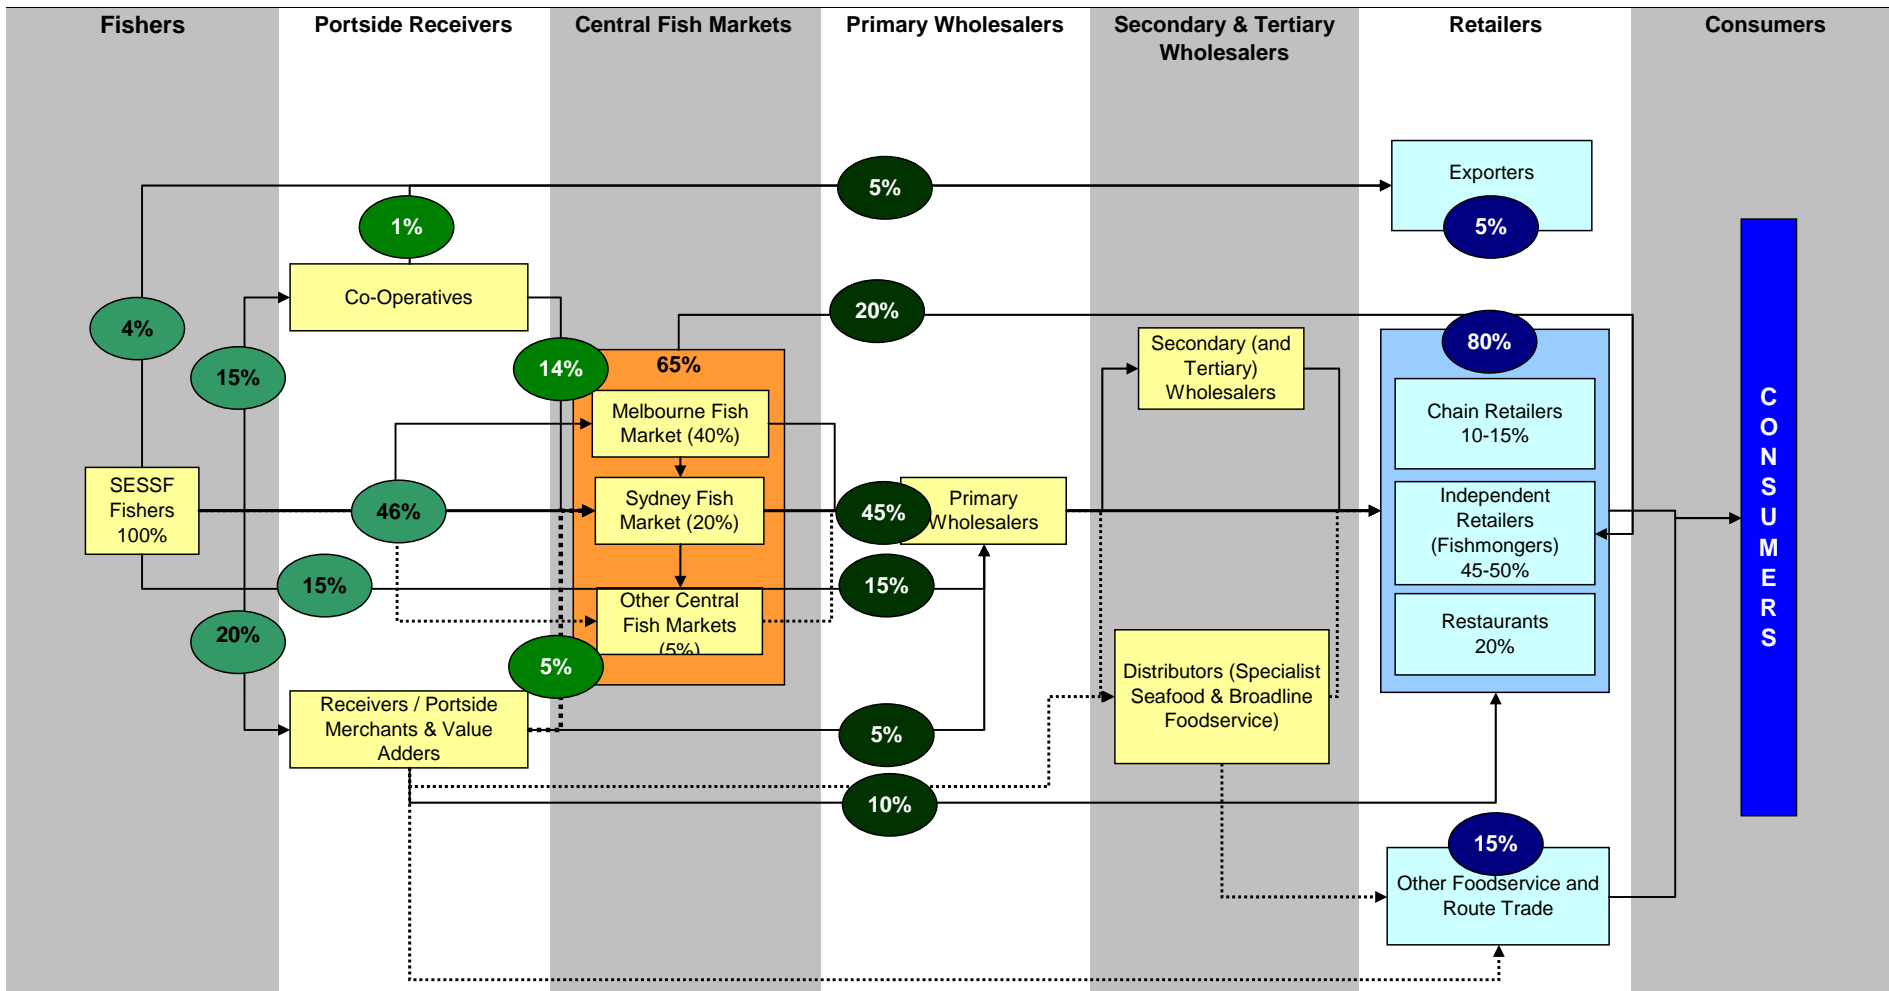 Fishers
Portside Receivers
Central Fish Markets
Primary Wholesalers
Secondary & Tertiary
Wholesalers
Retailers
Consumers
Exporters
5%
5%
1%
Co-Operatives
4%
15%
20%
14%
65%
Melbourne Fish
Market (40%)
Sydney Fish
Market (20%)
Other Central
Fish Markets
(5%)
SESSF
Fishers
100%
46%
15%
20%
5%
Receivers / Portside
Merchants & Value
Adders
45%
Primary
Wholesalers
15%
5%
10%
Secondary (and
Tertiary)
Wholesalers
Distributors (Specialist
Seafood & Broadline
Foodservice)
80%
Chain Retailers
10-15%
Independent
Retailers
(Fishmongers)
45-50%
Restaurants
20%
15%
Other Foodservice and
Route Trade
C
O
N
S
U
M
E
R
S